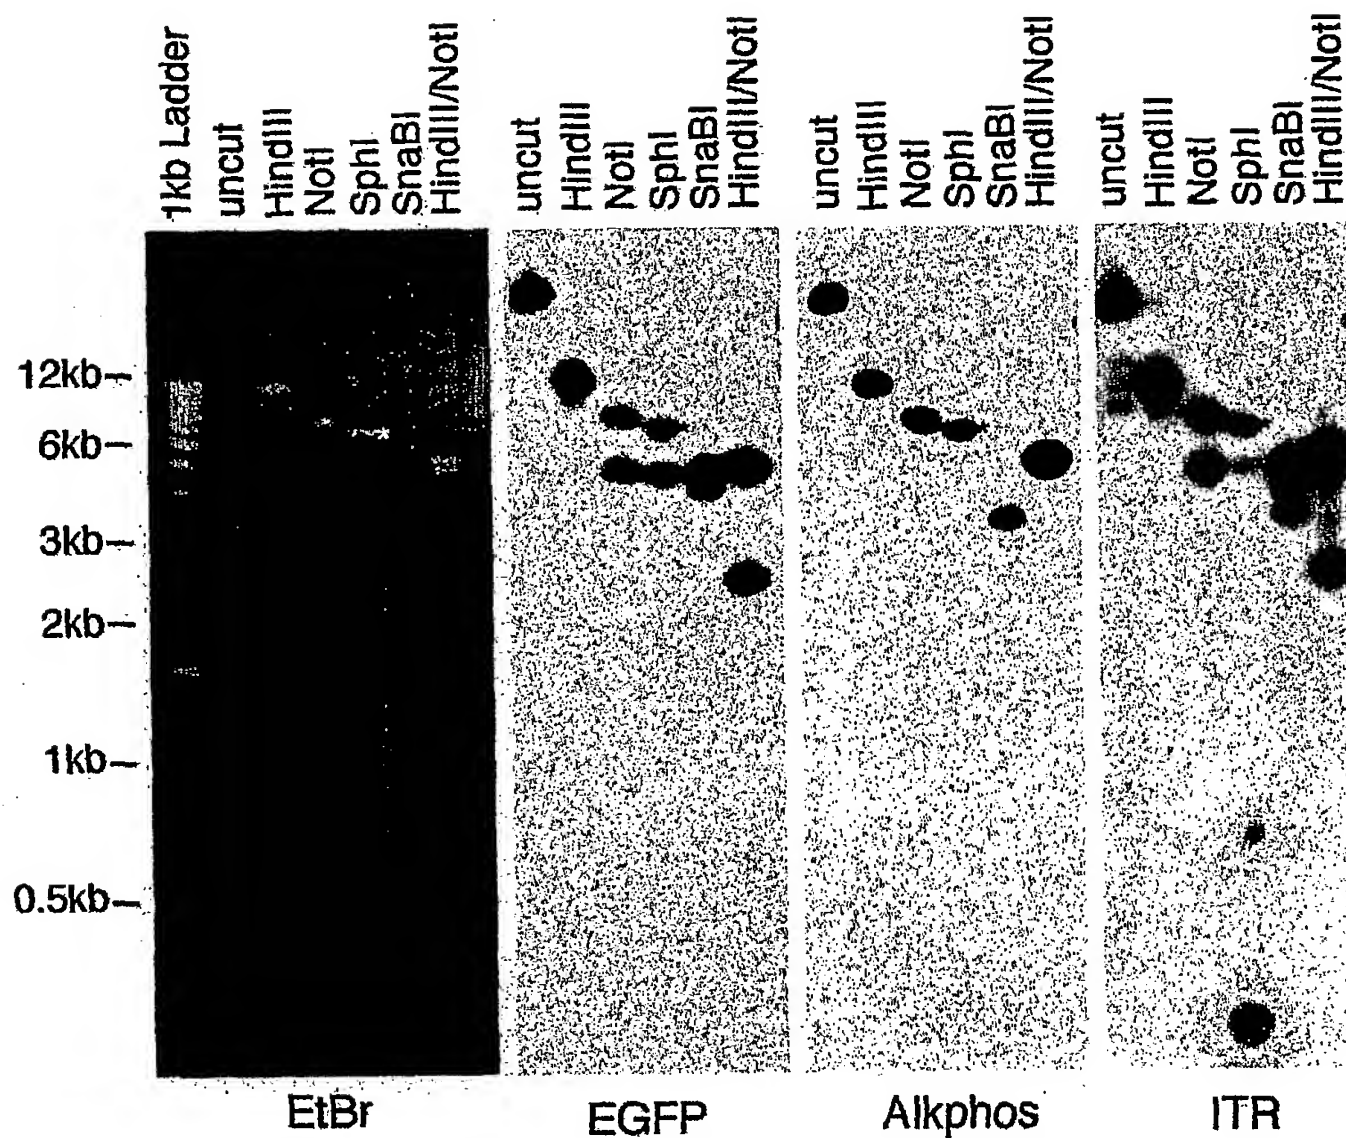 1kb Ladder
uncut
HindIII
NotI
SphI
SnaBI
HindIII/NotI
uncut
HindIII
NotI
SphI
SnaBI
HindIII/NotI
uncut
HindIII
NotI
SphI
SnaBI
HindIII/NotI
uncut
HindIII
NotI
SphI
SnaBI
HindIII/NotI
12kb
6kb
3kb
2kb
1kb
0.5kb
EtBr
EGFP
Alkphos
ITR